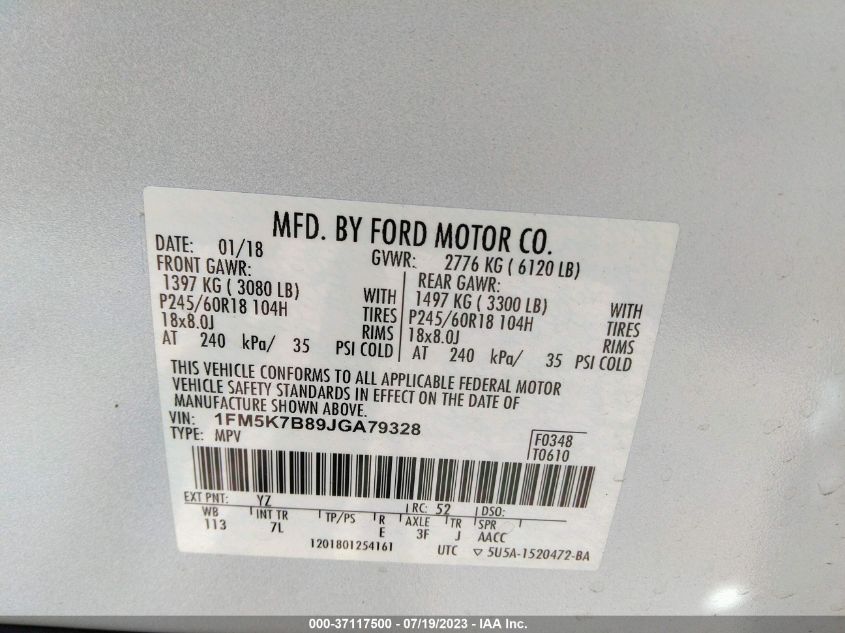 MFD. BY FORD MOTOR CO.
DATE: 01/18 GVWR: 2776 KG ( 6120 LB)
FRONT GAWR: REAR GAWR:
1397 KG ( 3080 LB) WITH 1497 KG ( 3300 LB) WITH
P245/60R18 104H TIRES P245/60R18 104H TIRES
18x8.0J RIMS 18x8.0J RIMS
AT 240 kPa/ 35 PSI COLD AT 240 kPa/ 35 PSI COLD
THIS VEHICLE CONFORMS TO ALL APPLICABLE FEDERAL MOTOR
VEHICLE SAFETY STANDARDS IN EFFECT ON THE DATE OF
MANUFACTURE SHOWN ABOVE.
VIN: 1FM5K7B89JGA79328
TYPE: MPV
F0348
T0610
EXT PNT: YZ RC: 52 DSO:
WB INT TR TP/PS R AXLE TR SPR
113 7L E 3F J AACC
1201801254161 UTC ▽ 5U5A-1520472-BA
000-37117500 - 07/19/2023 - IAA Inc.